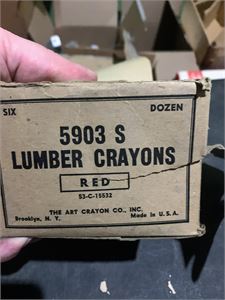 SIX DOZEN
5903 S
LUMBER CRAYONS
RED
53-C-15532
THE ART CRAYON CO., INC.
Brooklyn, N. Y. Made in U.S.A.